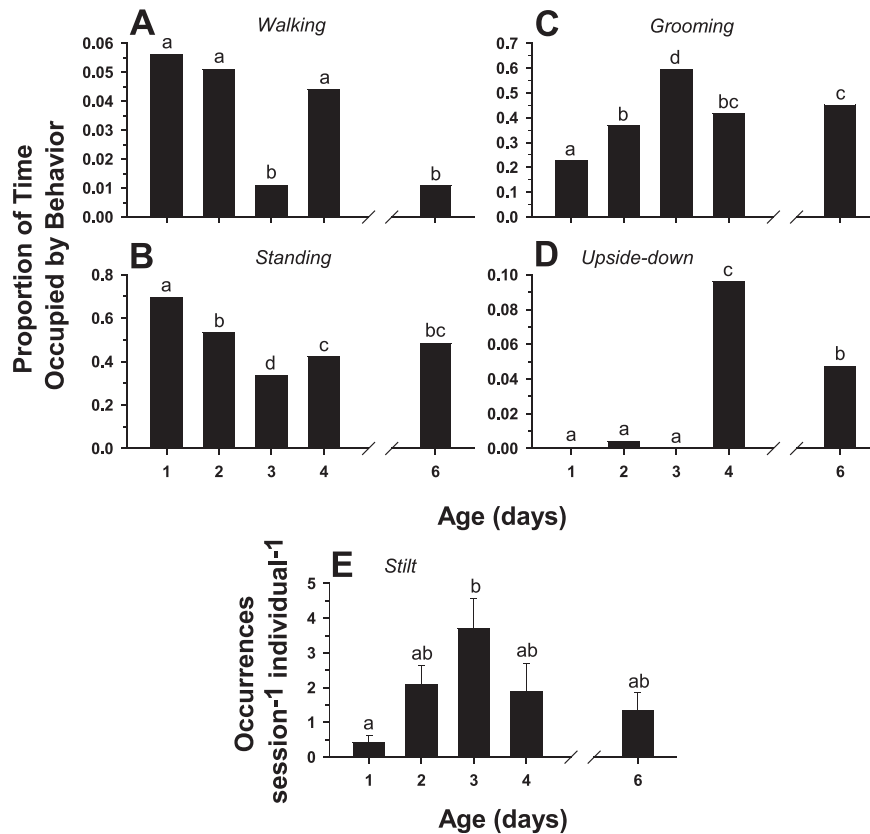 Proportion of Time
Occupied by Behavior
A
Walking
0.06
0.05
0.04
0.03
0.02
0.01
0.00
a
a
b
a
b
C
Grooming
0.7
0.6
0.5
0.4
0.3
0.2
0.1
0.0
a
b
d
bc
c
B
Standing
0.8
0.6
0.4
0.2
0.0
a
b
d
c
bc
1 2 3 4 6
D
Upside-down
0.10
0.08
0.06
0.04
0.02
0.00
a
a
a
c
b
1 2 3 4 6
Age (days)
E
Stilt
Occurrences
session-1 individual-1
5
4
3
2
1
0
a
ab
b
ab
ab
1 2 3 4 6
Age (days)